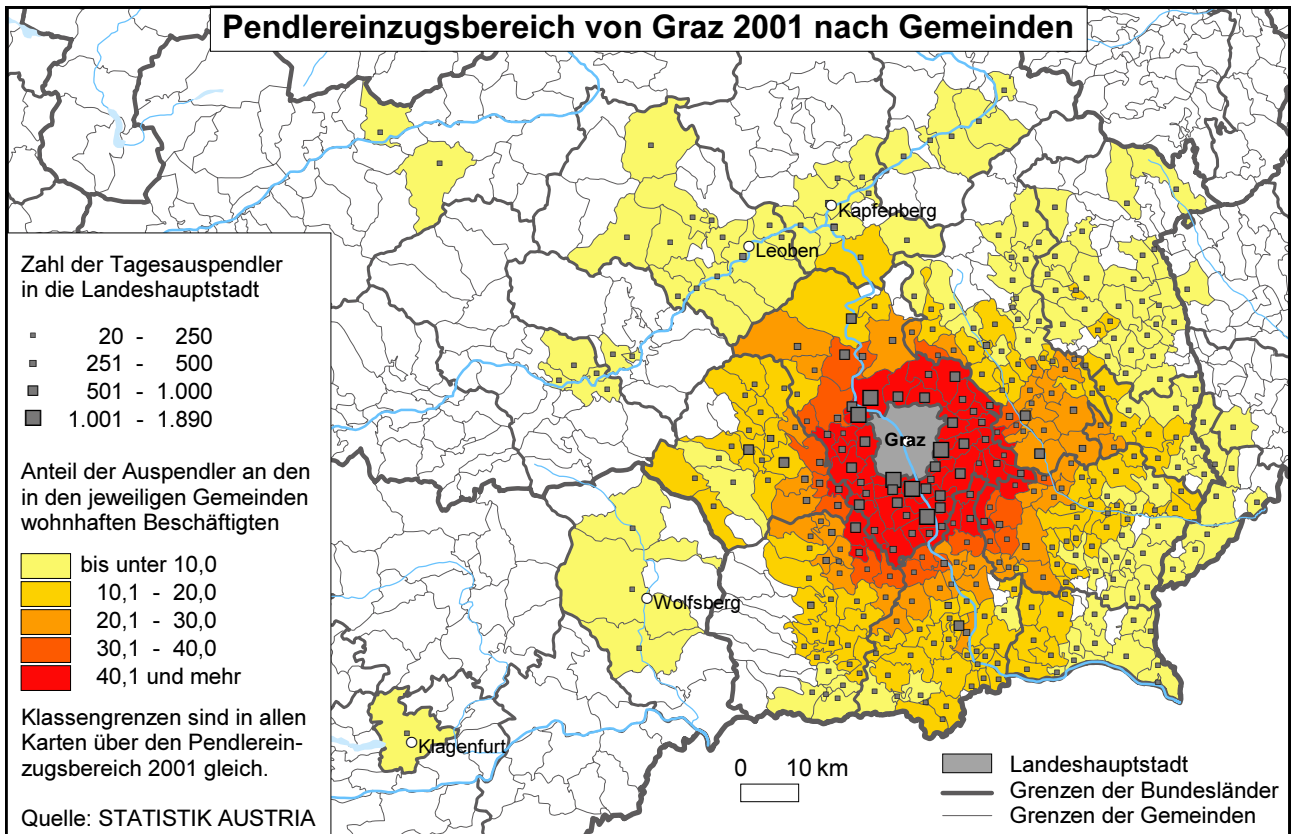 Pendlereinzugsbereich von Graz 2001 nach Gemeinden
Kapfenberg
Leoben
Graz
Wolfsberg
Klagenfurt
Zahl der Tagesauspendler
in die Landeshauptstadt
20 - 250
251 - 500
501 - 1.000
1.001 - 1.890
Anteil der Auspendler an den
in den jeweiligen Gemeinden
wohnhaften Beschäftigten
bis unter 10,0
10,1 - 20,0
20,1 - 30,0
30,1 - 40,0
40,1 und mehr
Klassengrenzen sind in allen
Karten über den Pendlerein-
zugsbereich 2001 gleich.
Quelle: STATISTIK AUSTRIA
0 10 km
Landeshauptstadt
Grenzen der Bundesländer
Grenzen der Gemeinden